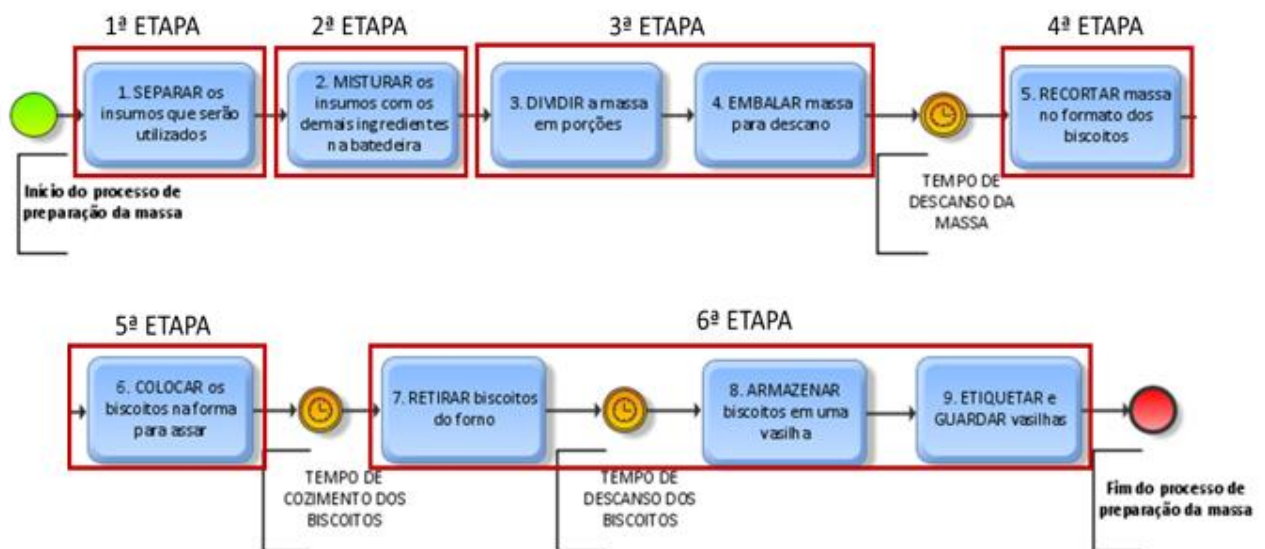 1ª ETAPA
2ª ETAPA
3ª ETAPA
4ª ETAPA
1. SEPARAR os
insumos que serão
utilizados
2. MISTURAR os
insumos com os
demais ingredientes
na batedeira
3. DIVIDIR a massa
em porções
4. EMBALAR massa
para descano
5. RECORTAR massa
no formato dos
biscoitos
Início do processo de
preparação da massa
TEMPO DE
DESCANSO DA
MASSA
5ª ETAPA
6ª ETAPA
6. COLOCAR os
biscoitos na forma
para assar
7. RETIRAR biscoitos
do forno
8. ARMAZENAR
biscoitos em uma
vasilha
9. ETIQUETAR e
GUARDAR vasilhas
TEMPO DE
COZIMENTO DOS
BISCOITOS
TEMPO DE
DESCANSO DOS
BISCOITOS
Fim do processo de
preparação da massa